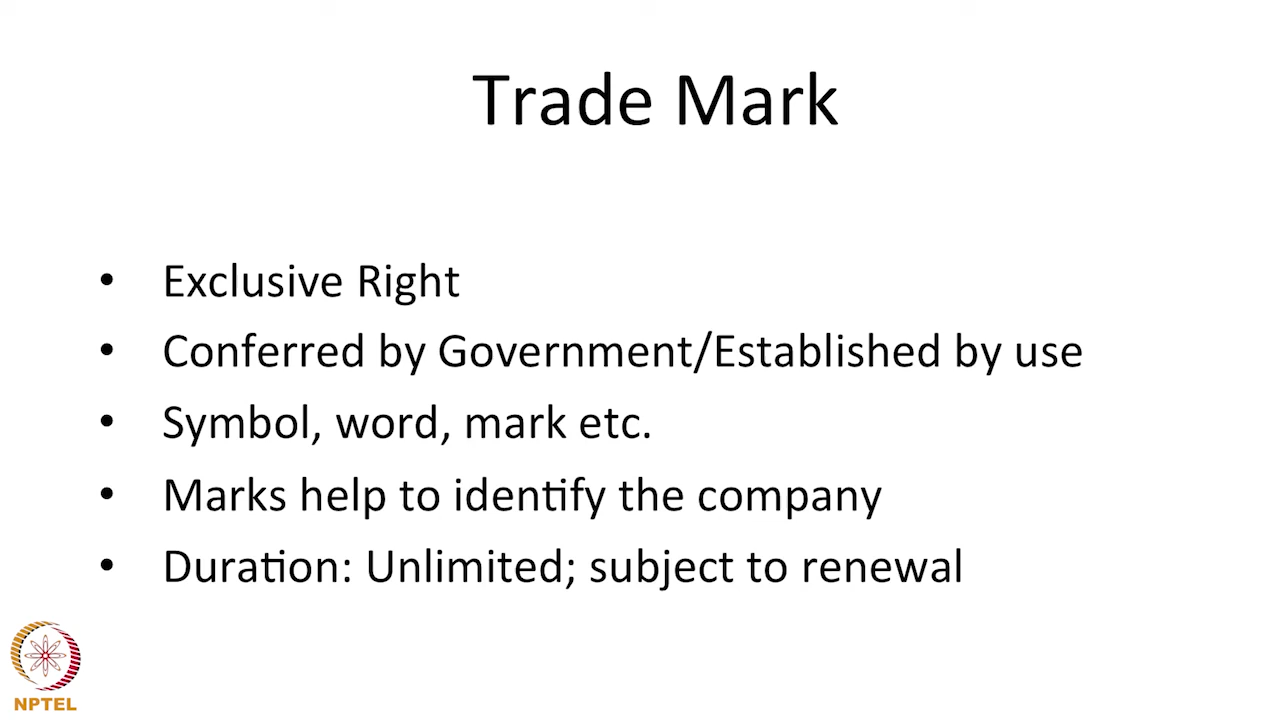 Trade Mark
• Exclusive Right
• Conferred by Government/Established by use
• Symbol, word, mark etc.
• Marks help to identify the company
• Duration: Unlimited; subject to renewal
NPTEL